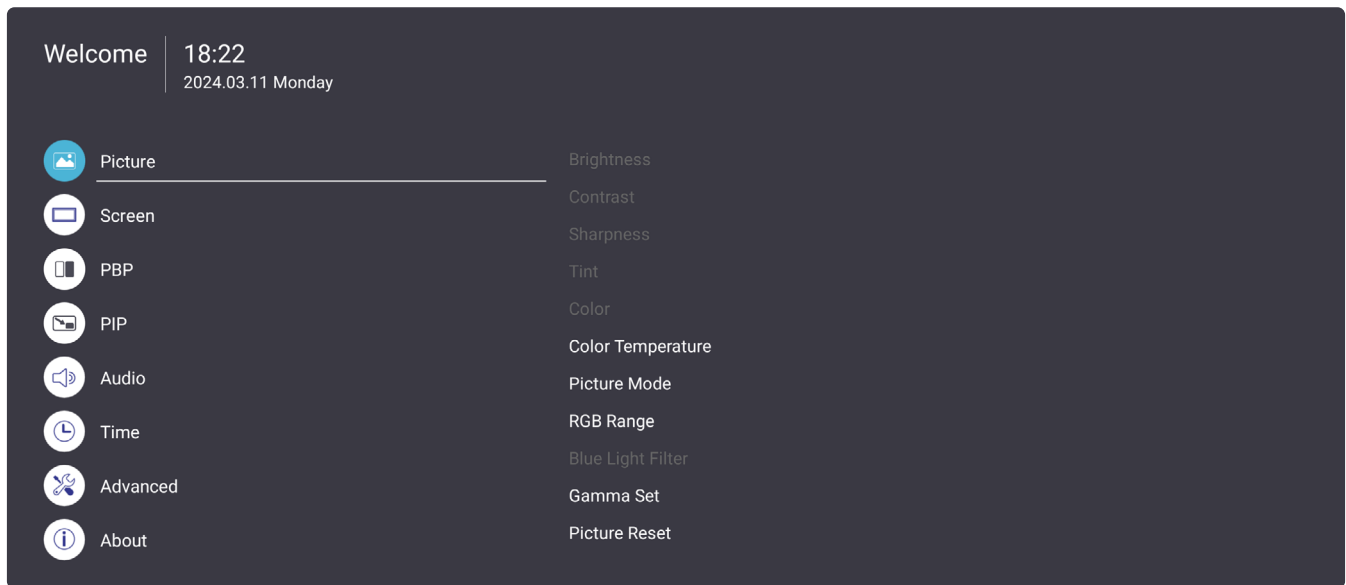 Welcome
18:22
2024.03.11 Monday
Picture
Screen
PBP
PIP
Audio
Time
Advanced
About
Brightness
Contrast
Sharpness
Tint
Color
Color Temperature
Picture Mode
RGB Range
Blue Light Filter
Gamma Set
Picture Reset